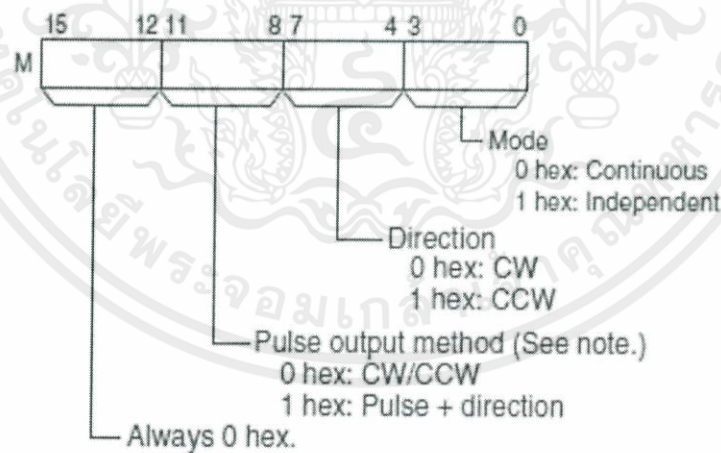 15 12 11 8 7 4 3 0
M
Mode
0 hex: Continuous
1 hex: Independent
Direction
0 hex: CW
1 hex: CCW
Pulse output method (See note.)
0 hex: CW/CCW
1 hex: Pulse + direction
Always 0 hex.